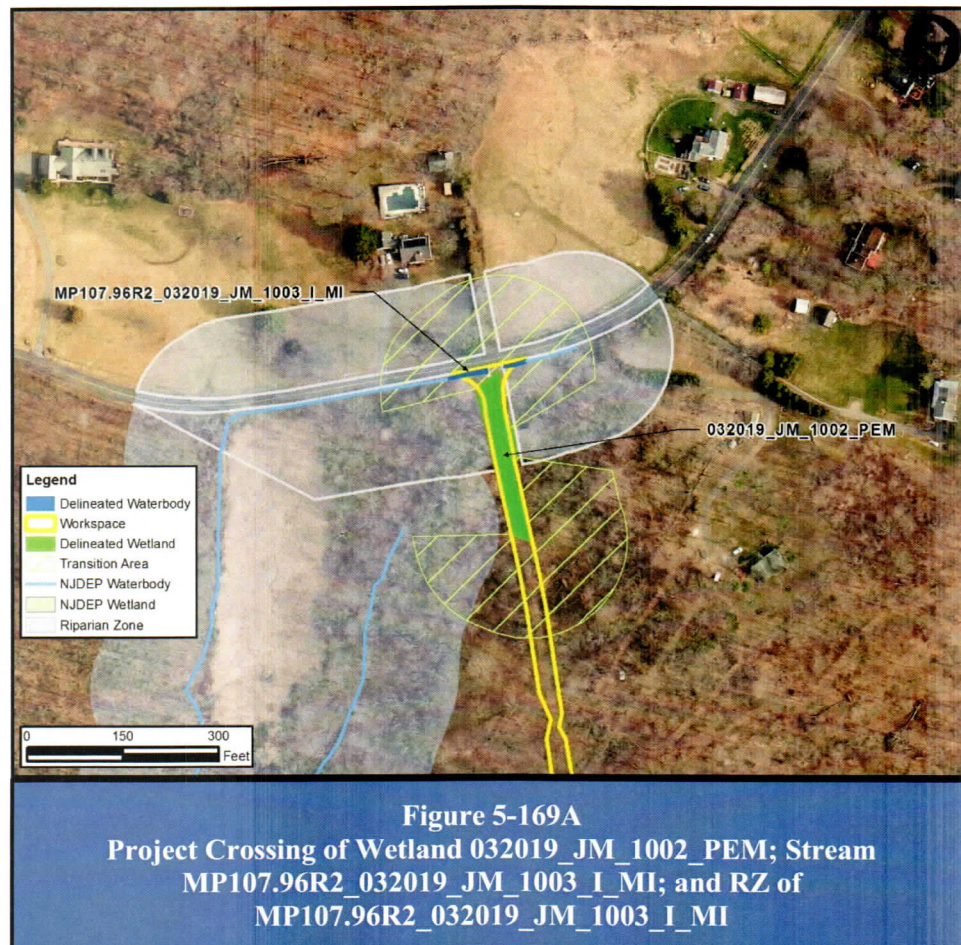 MP107.96R2_032019_JM_1003_I_MI
032019_JM_1002_PEM
Legend
Delineated Waterbody
Workspace
Delineated Wetland
Transition Area
NJDEP Waterbody
NJDEP Wetland
Riparian Zone
0 150 300
Feet
Figure 5-169A
Project Crossing of Wetland 032019_JM_1002_PEM; Stream
MP107.96R2_032019_JM_1003_I_MI; and RZ of
MP107.96R2_032019_JM_1003_I_MI